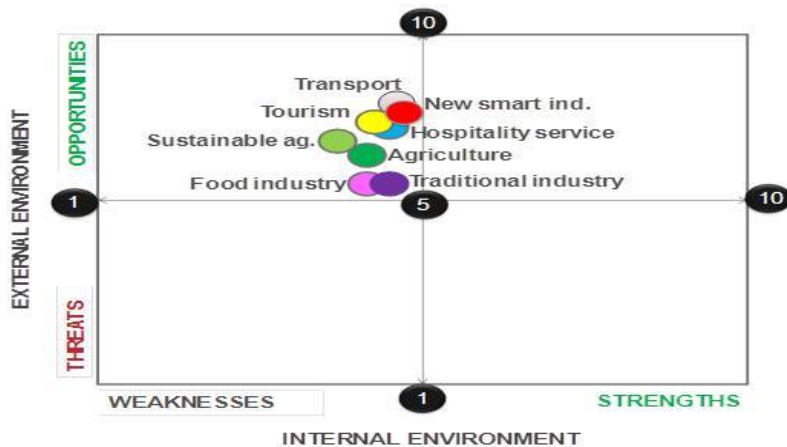 10
OPPORTUNITIES
Transport
New smart ind.
Tourism
Hospitality service
Sustainable ag.
Agriculture
Food industry
Traditional industry
EXTERNAL ENVIRONMENT
1
5
10
THREATS
WEAKNESSES
1
STRENGTHS
INTERNAL ENVIRONMENT